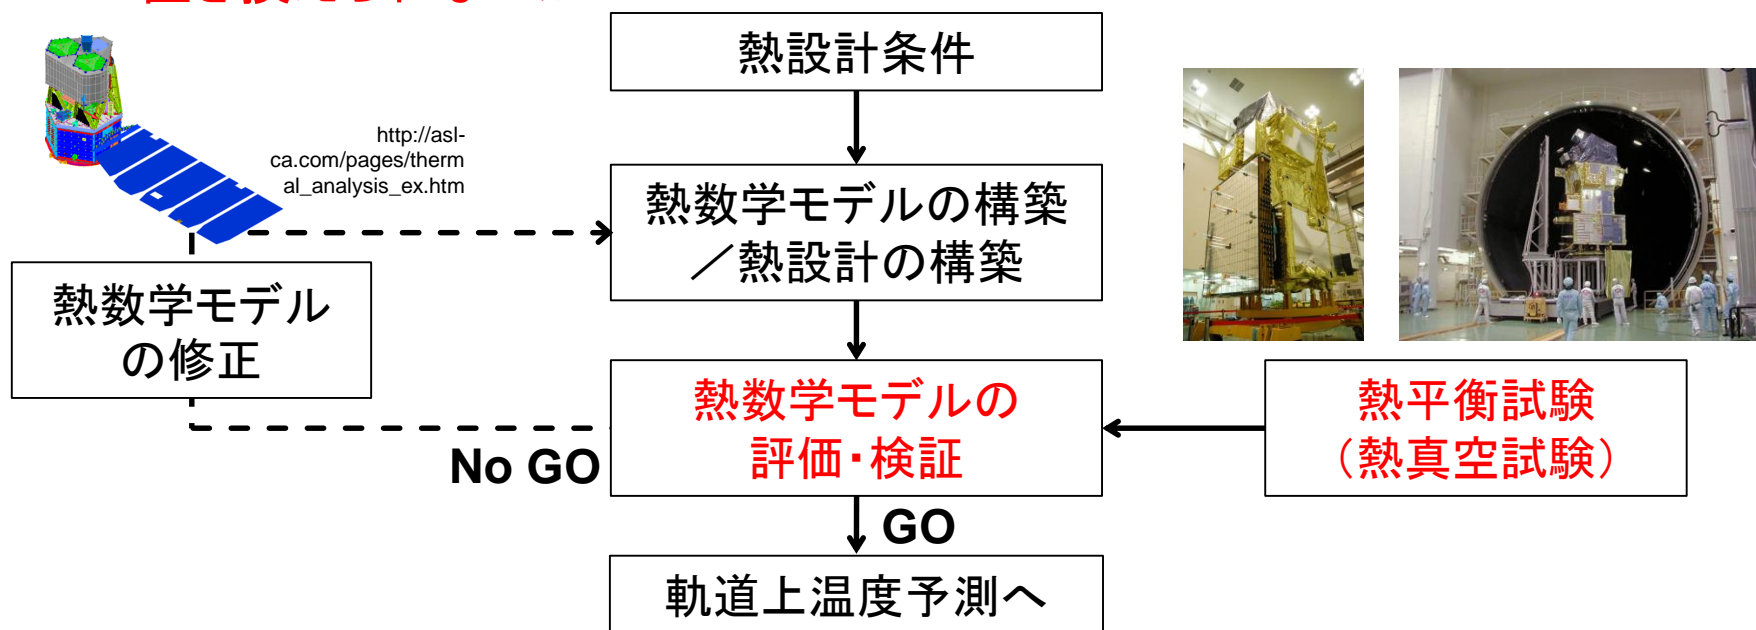 熱設計条件
http://asl-
ca.com/pages/therm
al_analysis_ex.htm
熱数学モデルの構築
／熱設計の構築
熱数学モデル
の修正
熱数学モデルの
評価・検証
熱平衡試験
（熱真空試験）
No GO
GO
軌道上温度予測へ